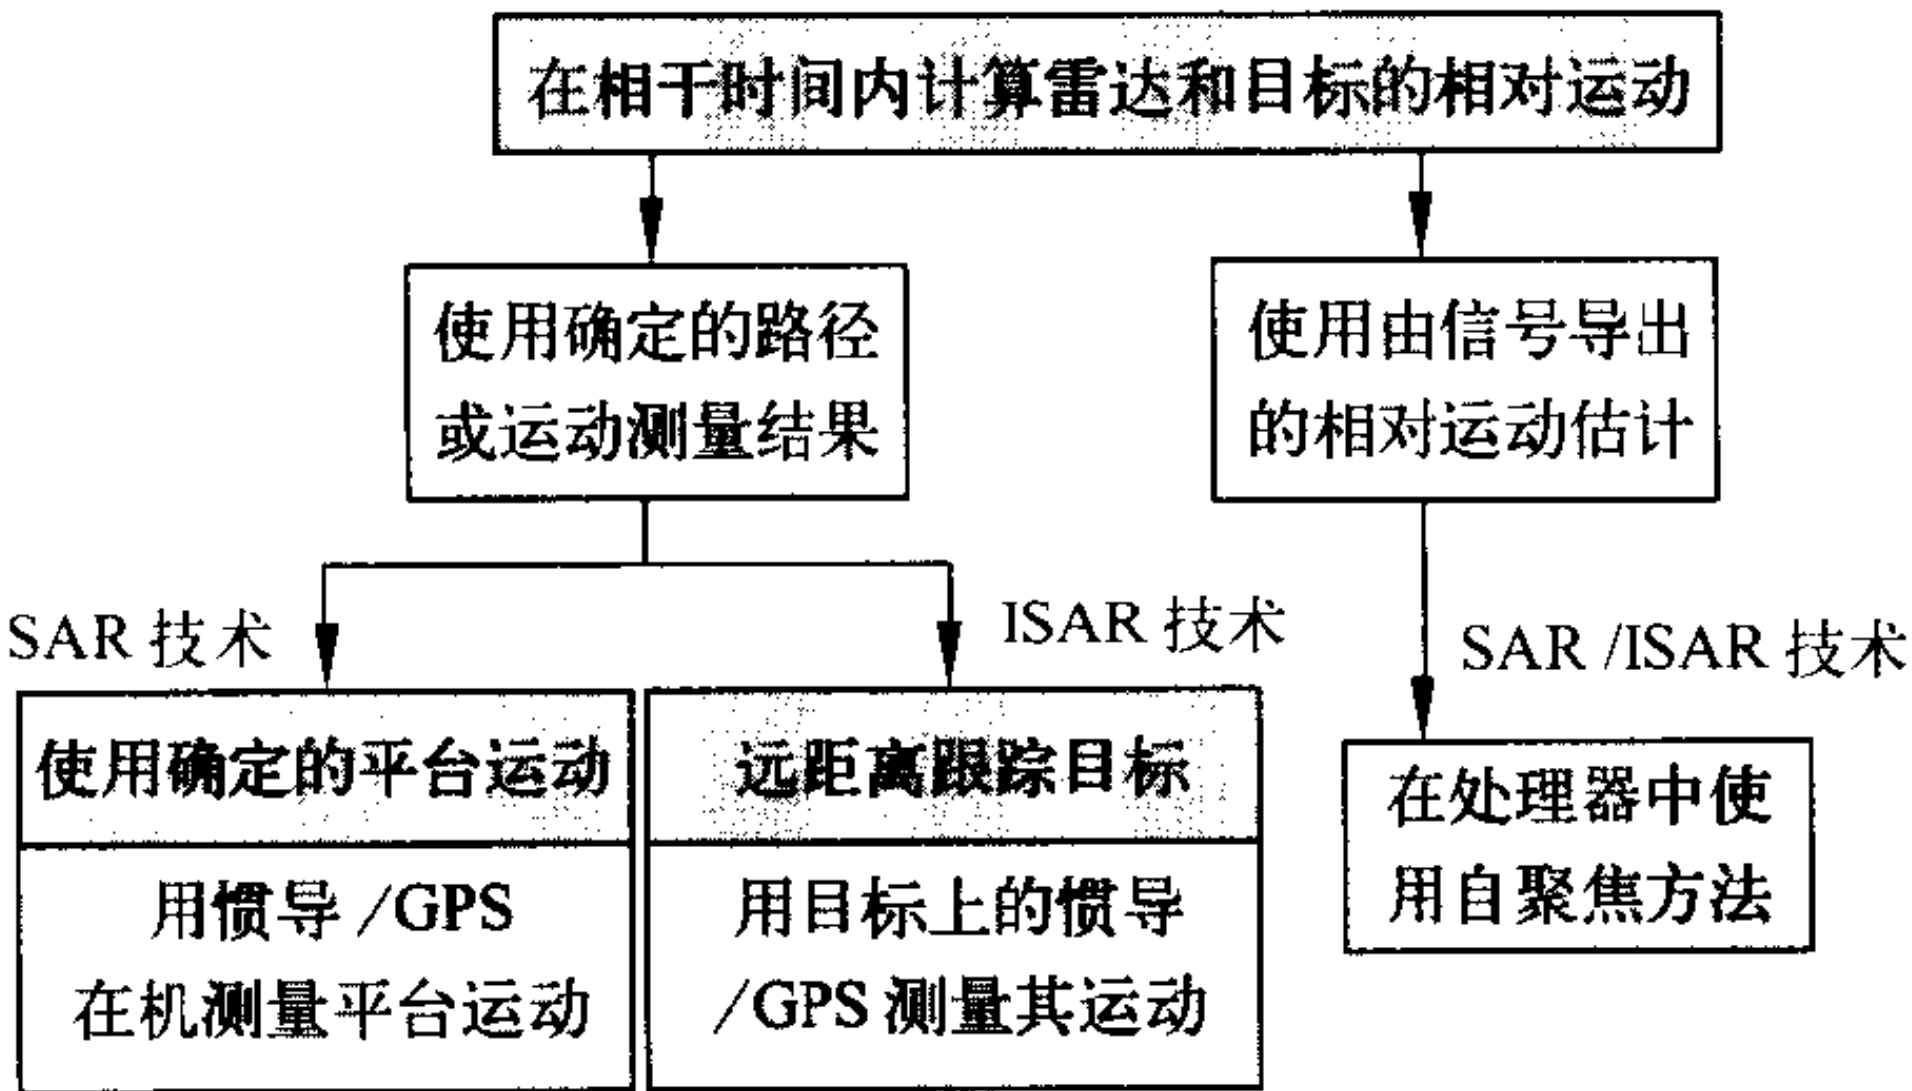 在相干时间内计算雷达和目标的相对运动
使用确定的路径
或运动测量结果
使用由信号导出
的相对运动估计
SAR 技术
ISAR 技术
SAR /ISAR 技术
使用确定的平台运动
用惯导 /GPS
在机测量平台运动
远距离跟踪目标
用目标上的惯导
/GPS 测量其运动
在处理器中使
用自聚焦方法